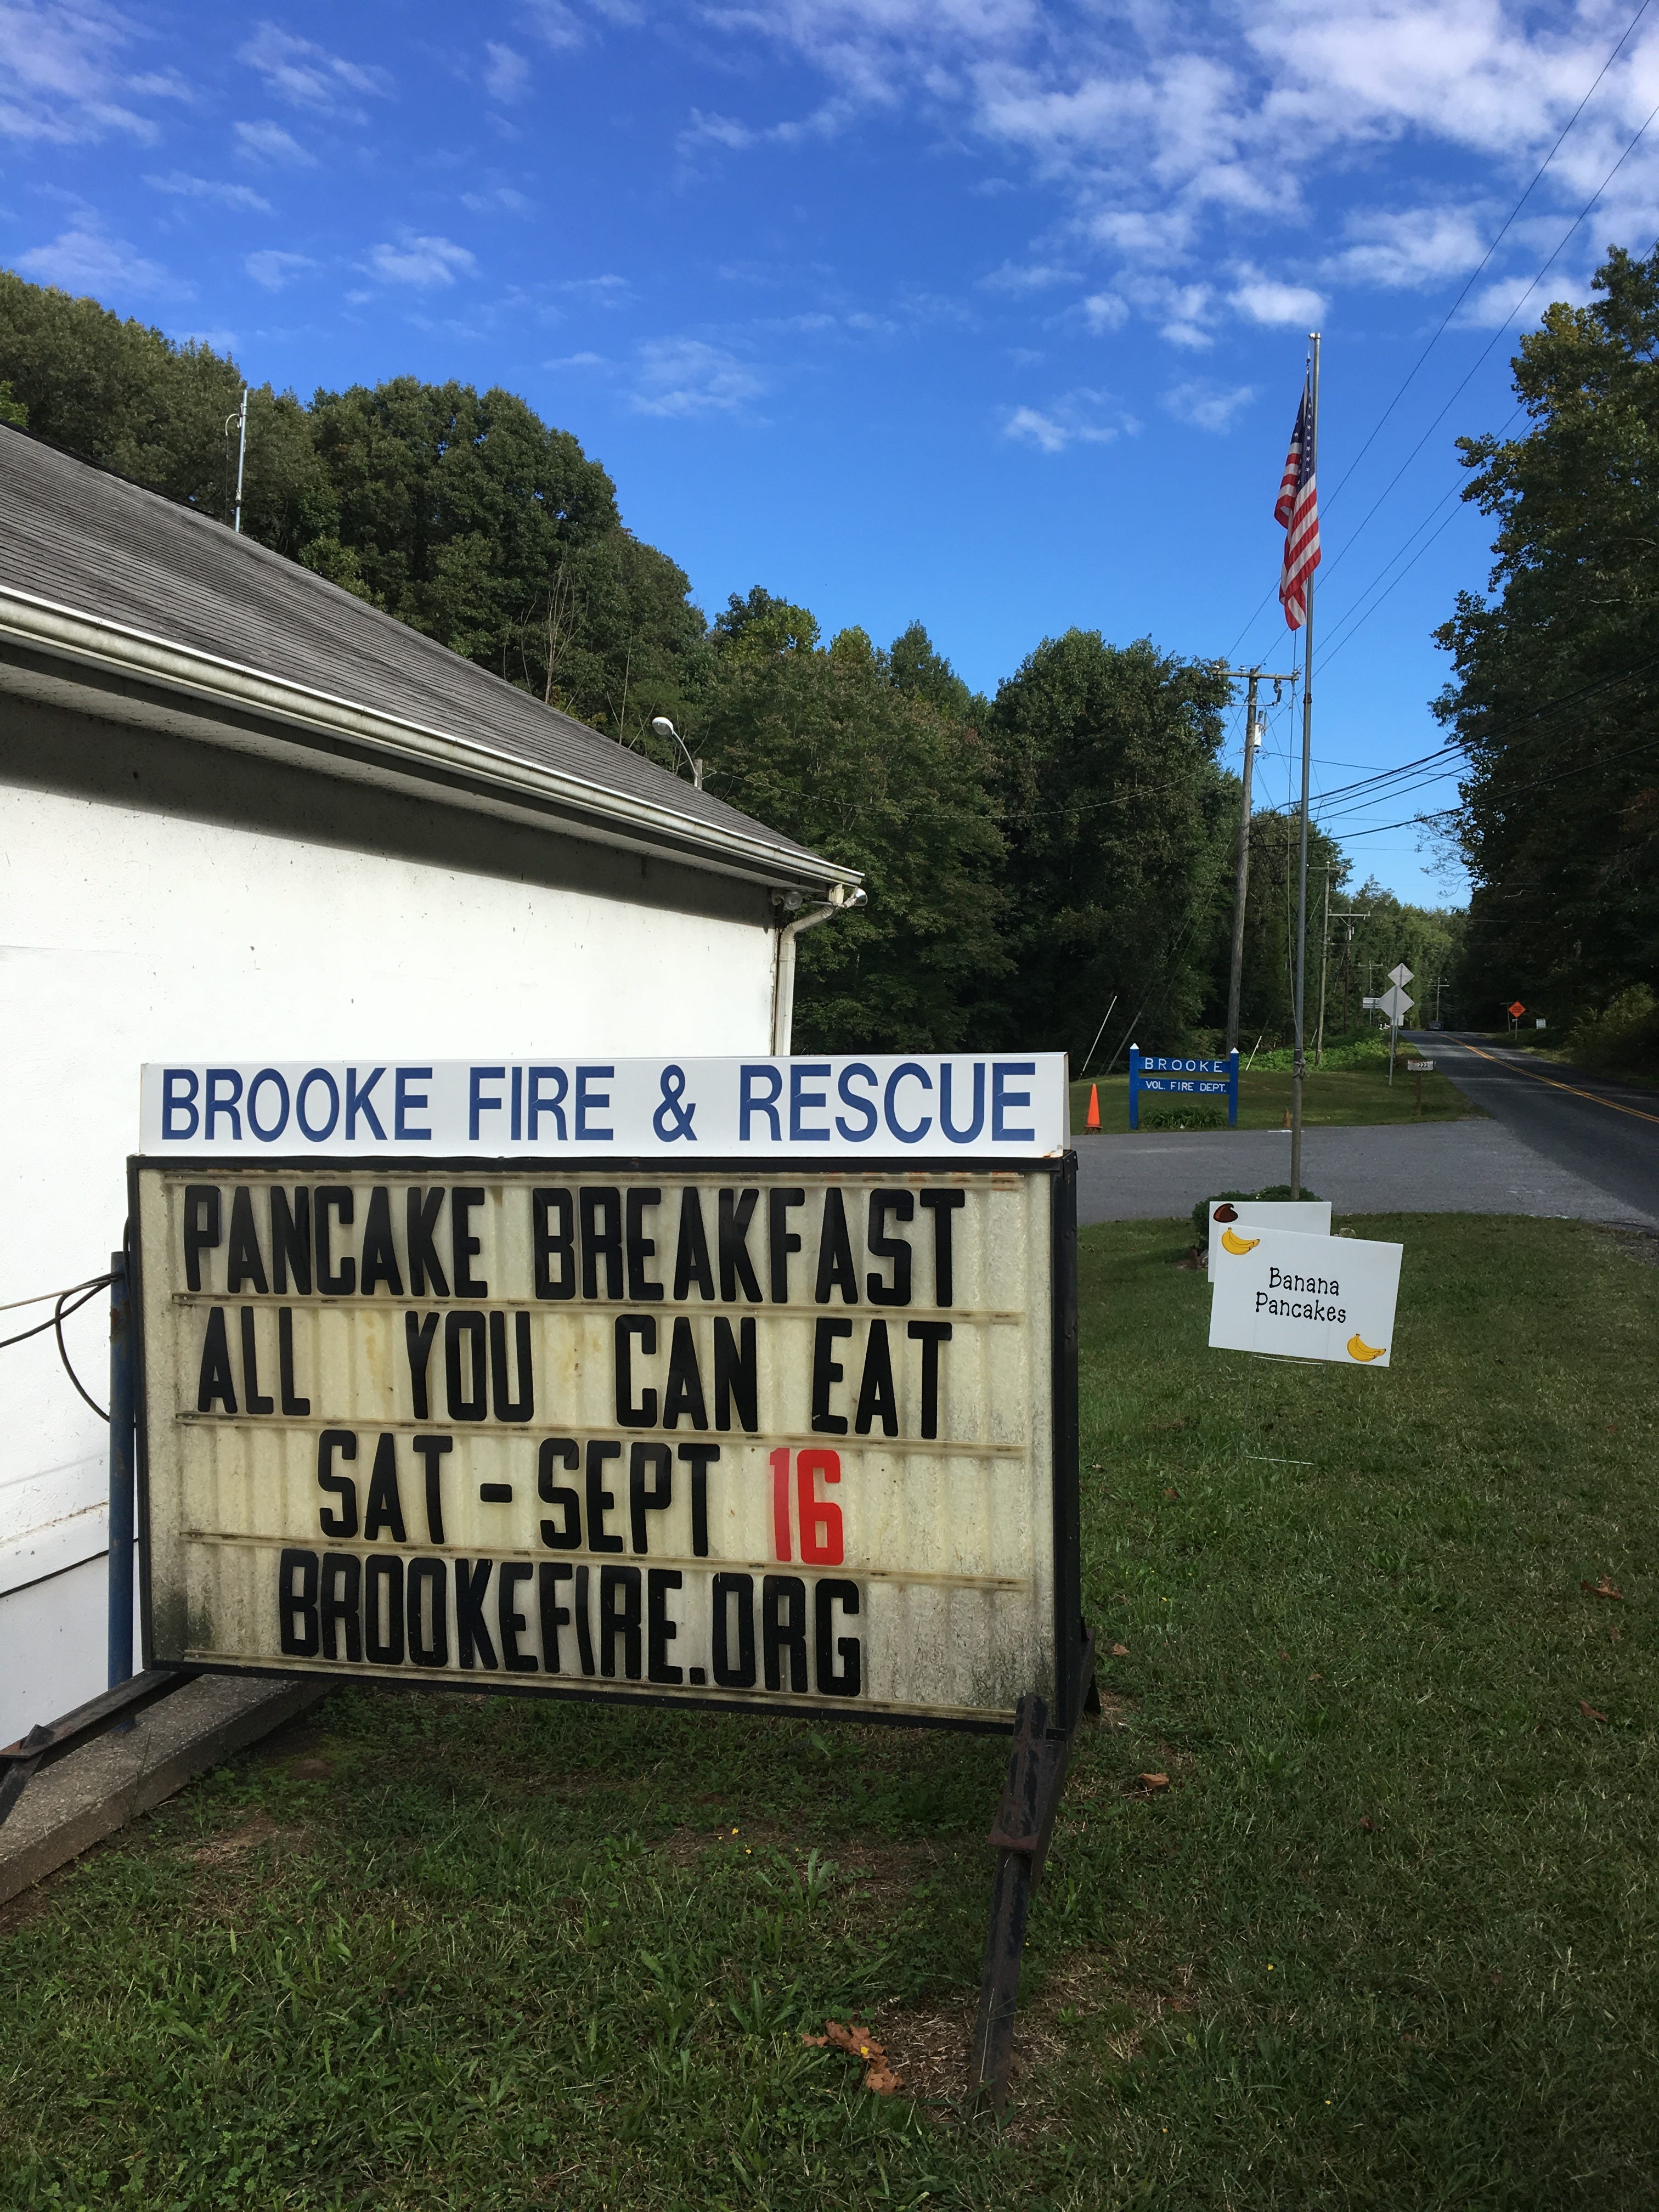 BROOKE FIRE & RESCUE
PANCAKE BREAKFAST
ALL YOU CAN EAT
SAT - SEPT 16
BROOKEFIRE.ORG
BROOKE
VOL. FIRE DEPT.
Banana
Pancakes